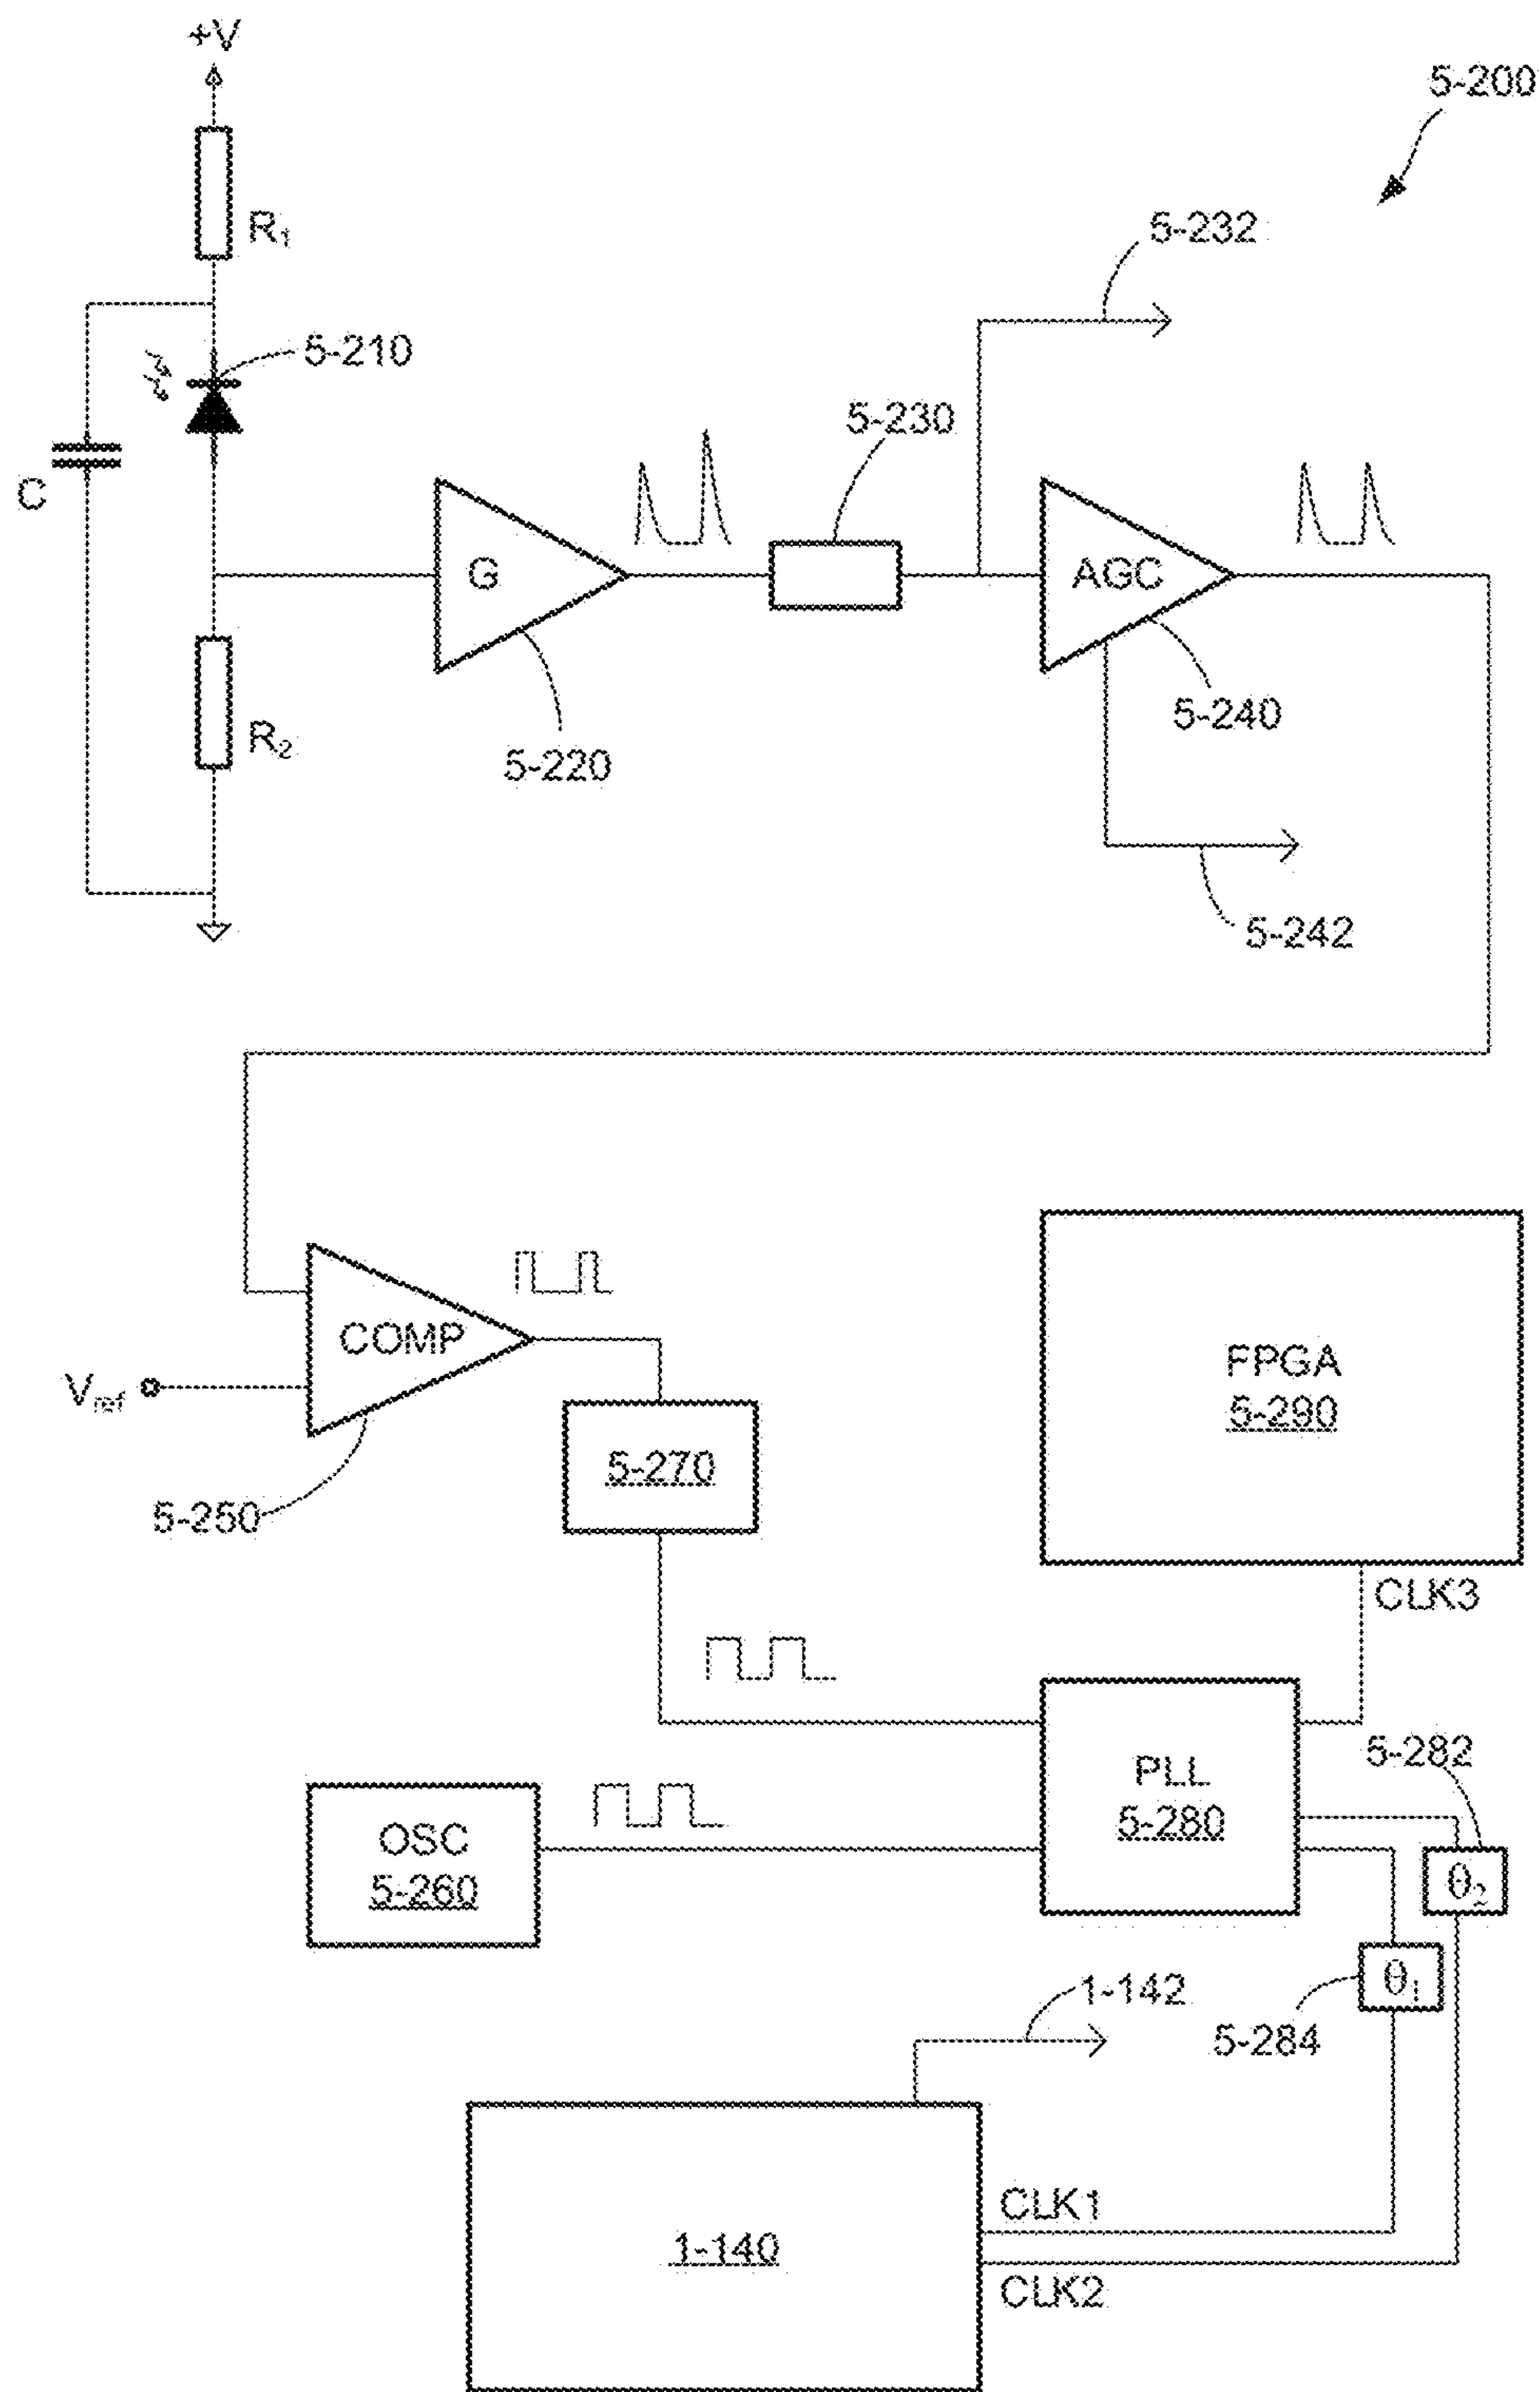 +V
5-200
R1
5-232
5-210
5-230
C
G
AGC
R2
5-220
5-240
5-242
COMP
Vref
5-250
5-270
FPGA
5-290
CLK3
PLL
5-280
5-282
OSC
5-260
θ2
θ1
1-142
5-284
CLK1
1-140
CLK2